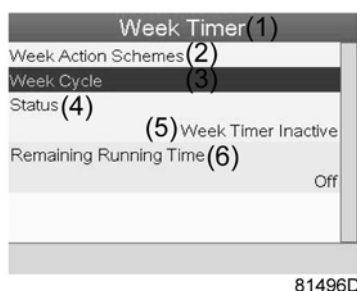 Week Timer(1)
Week Action Schemes(2)
Week Cycle (3)
Status(4)
(5)Week Timer Inactive
Remaining Running Time(6)
Off
81496D